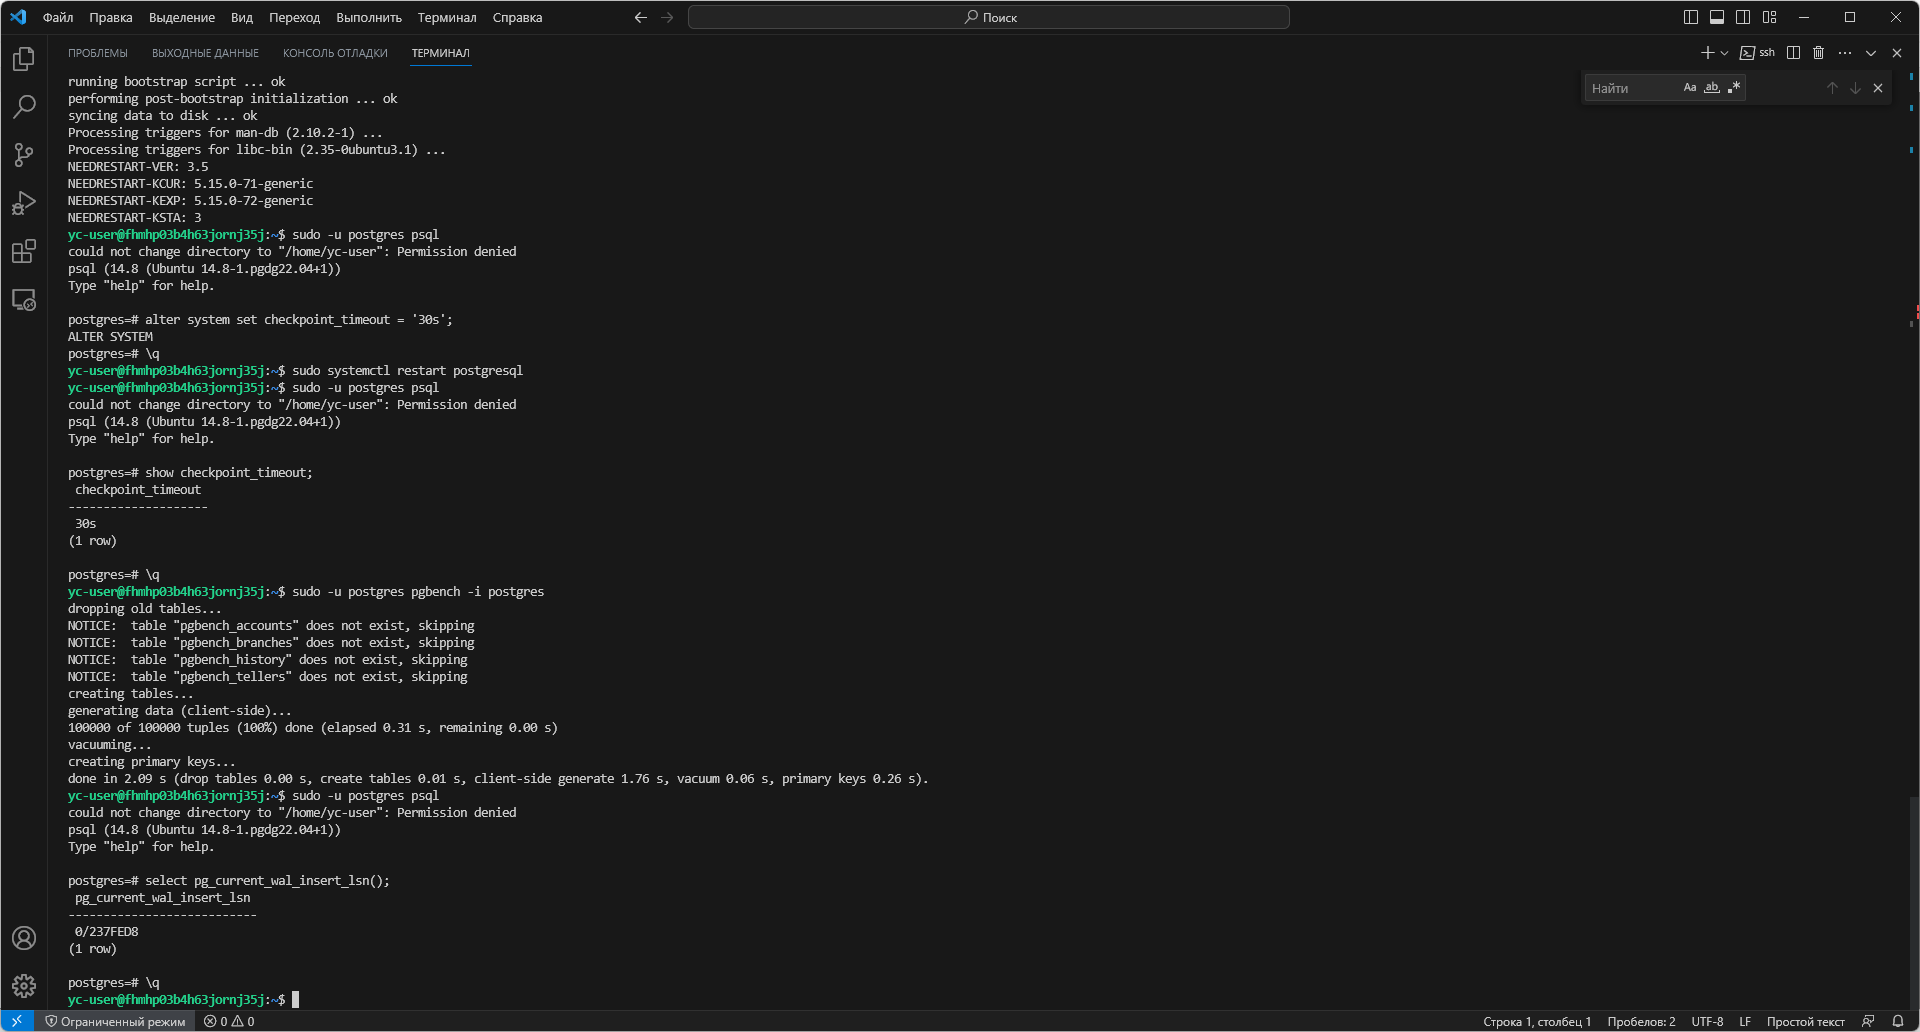 Файл Правка Выделение Вид Переход Выполнить Терминал Справка
Поиск
ПРОБЛЕМЫ ВЫХОДНЫЕ ДАННЫЕ КОНСОЛЬ ОТЛАДКИ ТЕРМИНАЛ
ssh
Найти Aa ab
running bootstrap script ... ok
performing post-bootstrap initialization ... ok
syncing data to disk ... ok
Processing triggers for man-db (2.10.2-1) ...
Processing triggers for libc-bin (2.35-0ubuntu3.1) ...
NEEDRESTART-VER: 3.5
NEEDRESTART-KCUR: 5.15.0-71-generic
NEEDRESTART-KEXP: 5.15.0-72-generic
NEEDRESTART-KSTA: 3
yc-user@fhmhp03b4h63jornj35j:~$ sudo -u postgres psql
could not change directory to "/home/yc-user": Permission denied
psql (14.8 (Ubuntu 14.8-1.pgdg22.04+1))
Type "help" for help.
postgres=# alter system set checkpoint_timeout = '30s';
ALTER SYSTEM
postgres=# \q
yc-user@fhmhp03b4h63jornj35j:~$ sudo systemctl restart postgresql
yc-user@fhmhp03b4h63jornj35j:~$ sudo -u postgres psql
could not change directory to "/home/yc-user": Permission denied
psql (14.8 (Ubuntu 14.8-1.pgdg22.04+1))
Type "help" for help.
postgres=# show checkpoint_timeout;
checkpoint_timeout
--------------------
30s
(1 row)
postgres=# \q
yc-user@fhmhp03b4h63jornj35j:~$ sudo -u postgres pgbench -i postgres
dropping old tables...
NOTICE:  table "pgbench_accounts" does not exist, skipping
NOTICE:  table "pgbench_branches" does not exist, skipping
NOTICE:  table "pgbench_history" does not exist, skipping
NOTICE:  table "pgbench_tellers" does not exist, skipping
creating tables...
generating data (client-side)...
100000 of 100000 tuples (100%) done (elapsed 0.31 s, remaining 0.00 s)
vacuuming...
creating primary keys...
done in 2.09 s (drop tables 0.00 s, create tables 0.01 s, client-side generate 1.76 s, vacuum 0.06 s, primary keys 0.26 s).
yc-user@fhmhp03b4h63jornj35j:~$ sudo -u postgres psql
could not change directory to "/home/yc-user": Permission denied
psql (14.8 (Ubuntu 14.8-1.pgdg22.04+1))
Type "help" for help.
postgres=# select pg_current_wal_insert_lsn();
pg_current_wal_insert_lsn
---------------------------
0/237FED8
(1 row)
postgres=# \q
yc-user@fhmhp03b4h63jornj35j:~$
Ограниченный режим 0 0 Строка 1, столбец 1 Пробелов: 2 UTF-8 LF Простой текст